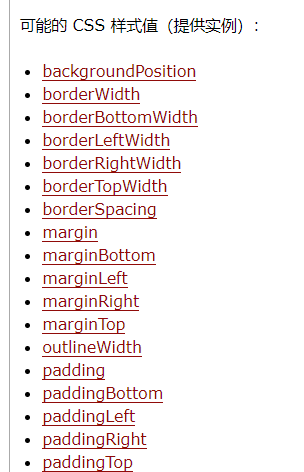 可能的 CSS 样式值（提供实例）：
backgroundPosition
borderWidth
borderBottomWidth
borderLeftWidth
borderRightWidth
borderTopWidth
borderSpacing
margin
marginBottom
marginLeft
marginRight
marginTop
outlineWidth
padding
paddingBottom
paddingLeft
paddingRight
paddingTop